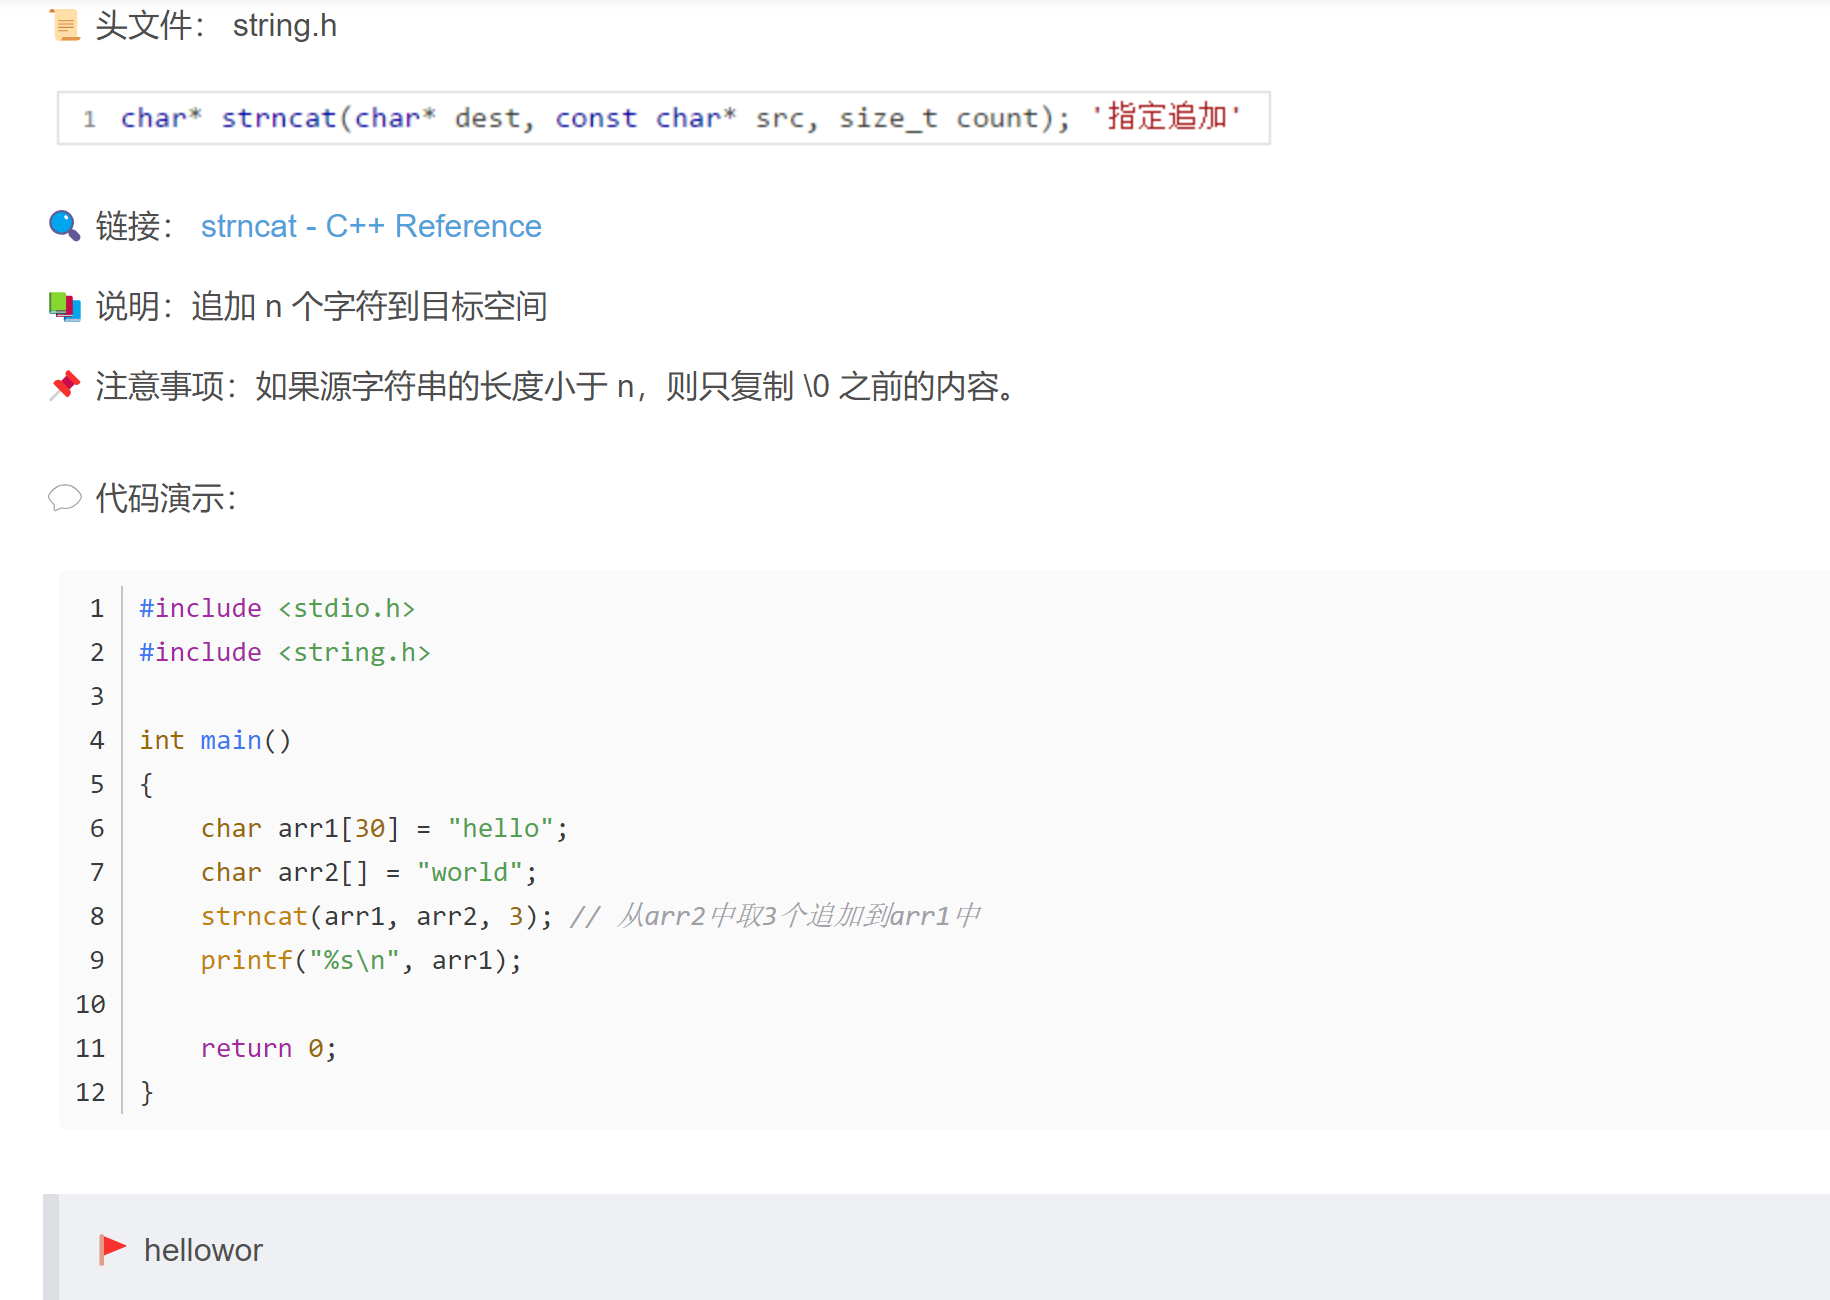 头文件： string.h
1 char* strncat(char* dest, const char* src, size_t count); '指定追加'
链接： strncat - C++ Reference
说明：追加 n 个字符到目标空间
注意事项：如果源字符串的长度小于 n，则只复制 \0 之前的内容。
代码演示：
1 #include <stdio.h>
2 #include <string.h>
3
4 int main()
5 {
6     char arr1[30] = "hello";
7     char arr2[] = "world";
8     strncat(arr1, arr2, 3); // 从arr2中取3个追加到arr1中
9     printf("%s\n", arr1);
10
11     return 0;
12 }
hellowor